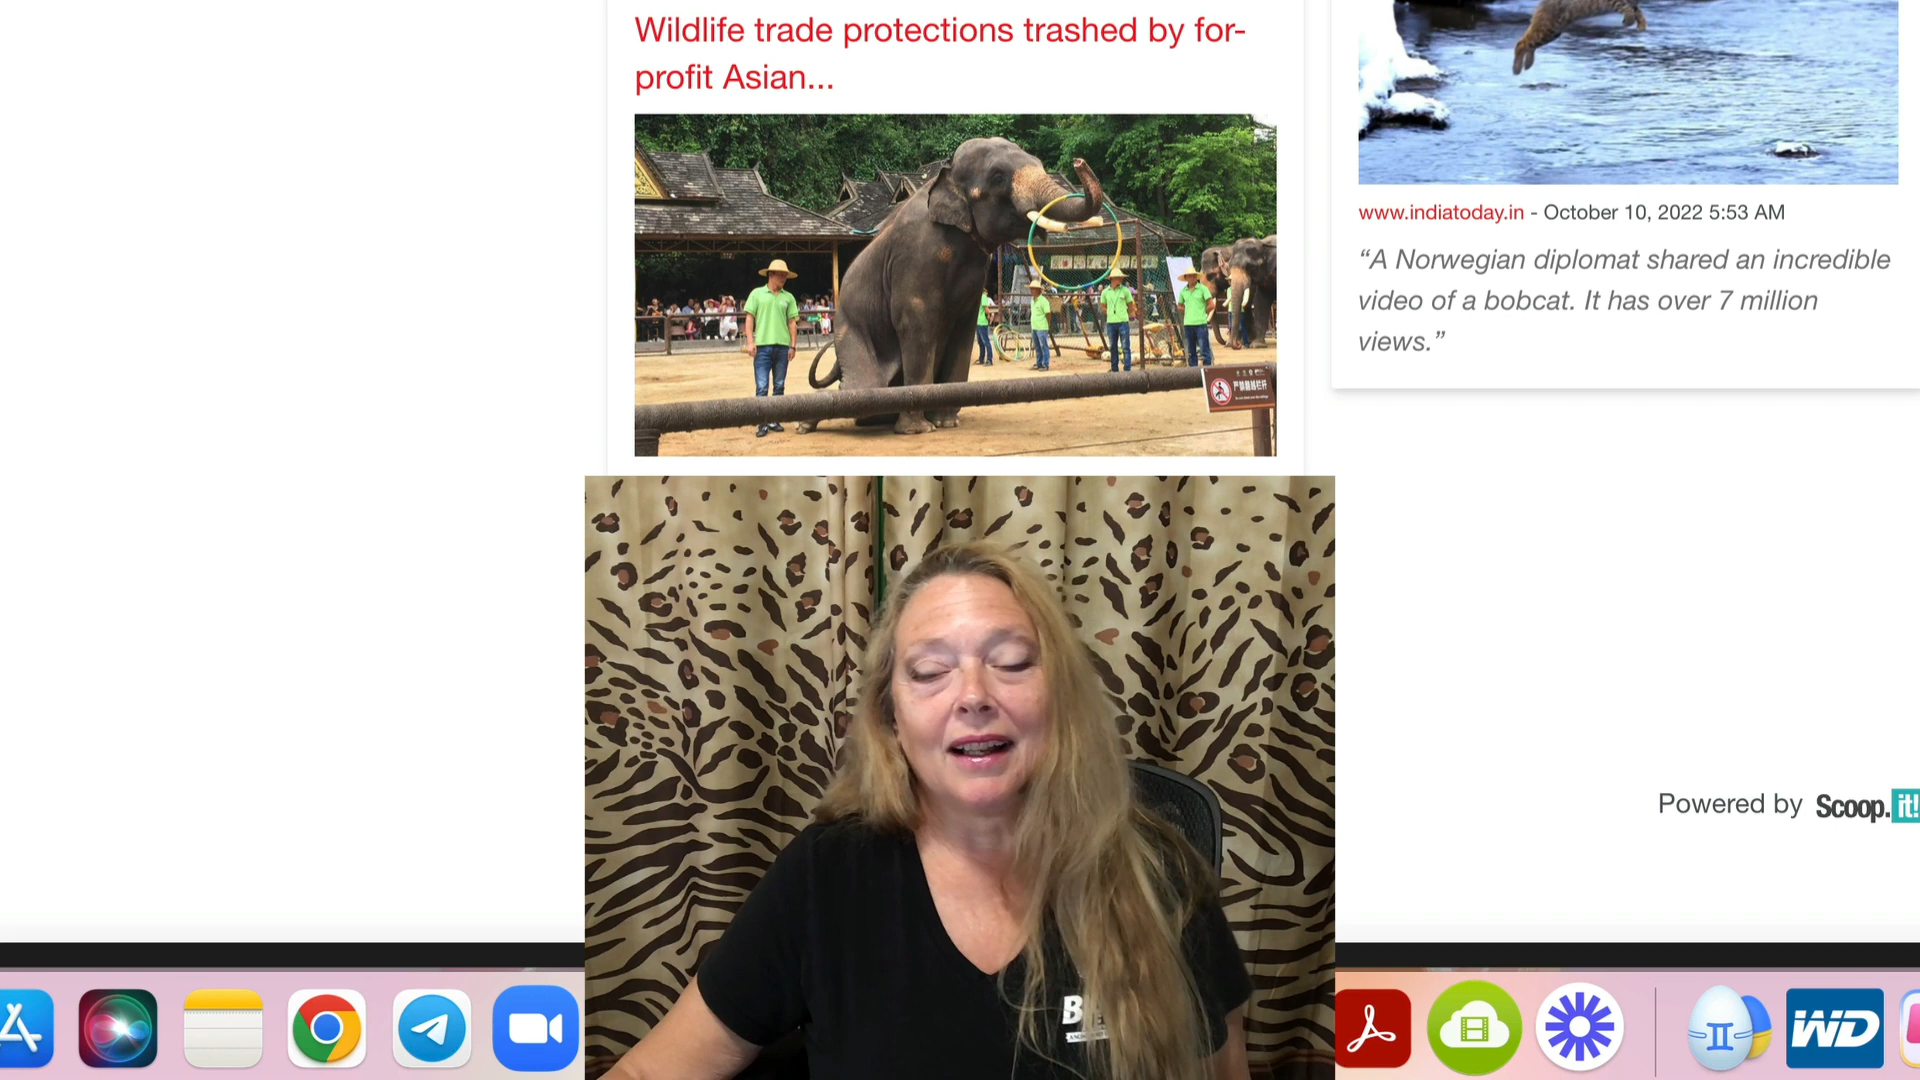 Wildlife trade protections trashed by for-
profit Asian...
www.indiatoday.in - October 10, 2022 5:53 AM
“A Norwegian diplomat shared an incredible
video of a bobcat. It has over 7 million
views.”
Powered by Scoop.it!
WD